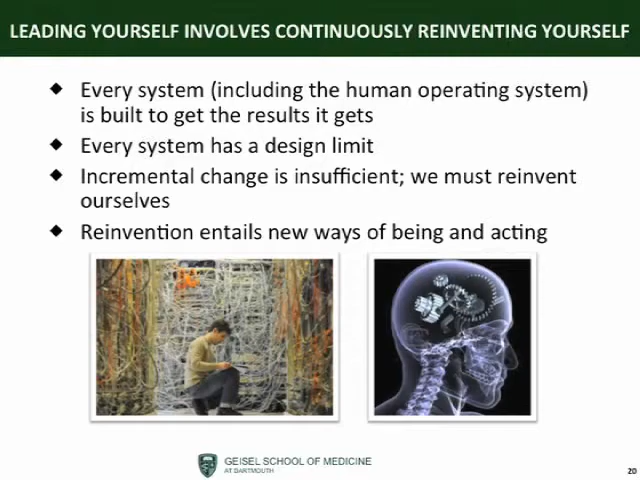 LEADING YOURSELF INVOLVES CONTINUOUSLY REINVENTING YOURSELF
Every system (including the human operating system)
is built to get the results it gets
Every system has a design limit
Incremental change is insufficient; we must reinvent
ourselves
Reinvention entails new ways of being and acting
GEISEL SCHOOL OF MEDICINE
AT DARTMOUTH
20